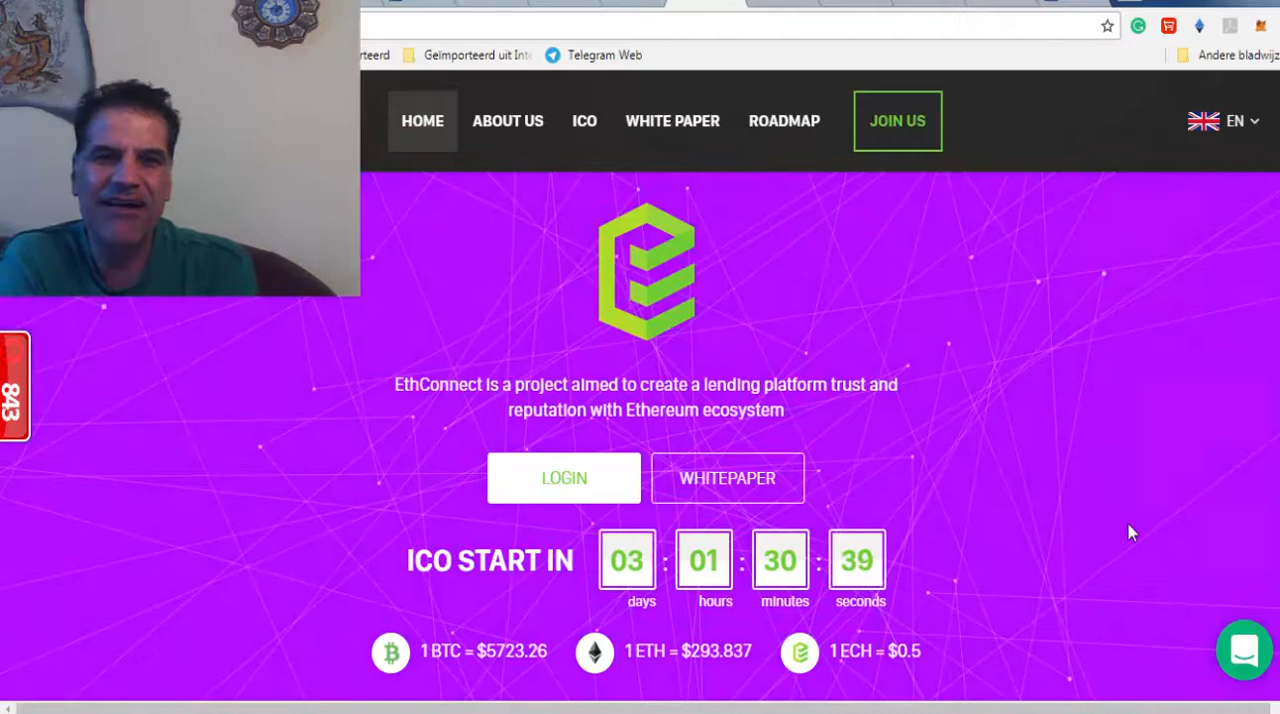 rteerd Geïmporteerd uit Inte Telegram Web Andere bladwijz
HOME ABOUT US ICO WHITE PAPER ROADMAP JOIN US EN
EthConnect is a project aimed to create a lending platform trust and
reputation with Ethereum ecosystem
LOGIN WHITEPAPER
ICO START IN 03 : 01 : 30 : 39
days hours minutes seconds
1 BTC = $5723.26 1 ETH = $293.837 1 ECH = $0.5
843